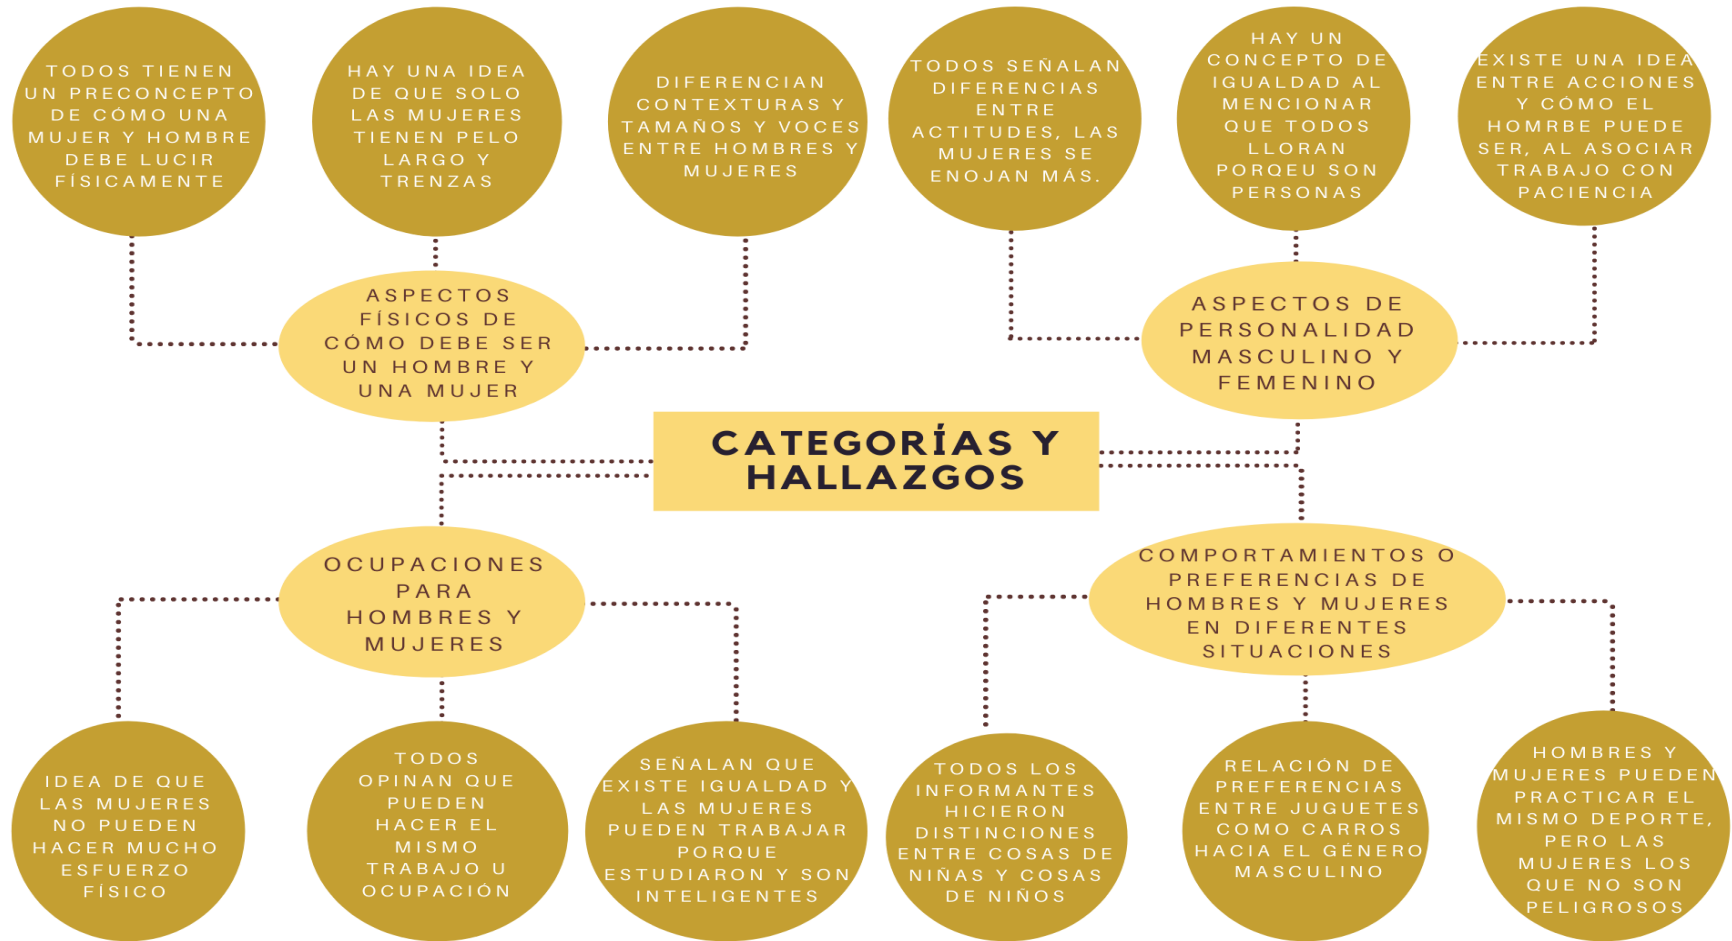 TODOS TIENEN
UN PRECONCEPTO
DE CÓMO UNA
MUJER Y HOMBRE
DEBE LUCIR
FÍSICAMENTE
HAY UNA IDEA
DE QUE SOLO
LAS MUJERES
TIENEN PELO
LARGO Y
TRENZAS
DIFERENCIAN
CONTEXTURAS Y
TAMAÑOS Y VOCES
ENTRE HOMBRES Y
MUJERES
TODOS SEÑALAN
DIFERENCIAS
ENTRE
ACTITUDES, LAS
MUJERES SE
ENOJAN MÁS.
HAY UN
CONCEPTO DE
IGUALDAD AL
MENCIONAR
QUE TODOS
LLORAN
PORQEU SON
PERSONAS
EXISTE UNA IDEA
ENTRE ACCIONES
Y CÓMO EL
HOMRBE PUEDE
SER, AL ASOCIAR
TRABAJO CON
PACIENCIA
ASPECTOS
FÍSICOS DE
CÓMO DEBE SER
UN HOMBRE Y
UNA MUJER
ASPECTOS DE
PERSONALIDAD
MASCULINO Y
FEMENINO
CATEGORÍAS Y
HALLAZGOS
OCUPACIONES
PARA
HOMBRES Y
MUJERES
COMPORTAMIENTOS O
PREFERENCIAS DE
HOMBRES Y MUJERES
EN DIFERENTES
SITUACIONES
IDEA DE QUE
LAS MUJERES
NO PUEDEN
HACER MUCHO
ESFUERZO
FÍSICO
TODOS
OPINAN QUE
PUEDEN
HACER EL
MISMO
TRABAJO U
OCUPACIÓN
SEÑALAN QUE
EXISTE IGUALDAD Y
LAS MUJERES
PUEDEN TRABAJAR
PORQUE
ESTUDIARON Y SON
INTELIGENTES
TODOS LOS
INFORMANTES
HICIERON
DISTINCIONES
ENTRE COSAS DE
NIÑAS Y COSAS
DE NIÑOS
RELACIÓN DE
PREFERENCIAS
ENTRE JUGUETES
COMO CARROS
HACIA EL GÉNERO
MASCULINO
HOMBRES Y
MUJERES PUEDEN
PRACTICAR EL
MISMO DEPORTE,
PERO LAS
MUJERES LOS
QUE NO SON
PELIGROSOS